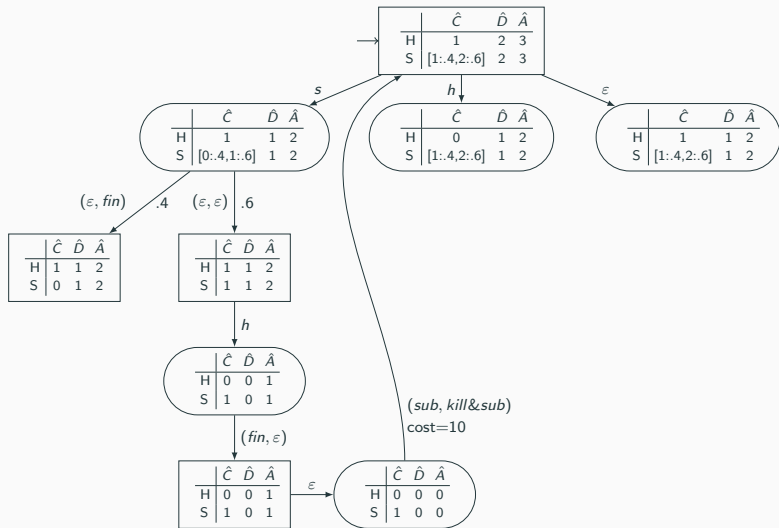 Ĉ D̂ Â
H 1 2 3
S [1:.4,2:.6] 2 3
s h ε
Ĉ D̂ Â
H 1 1 2
S [0:.4,1:.6] 1 2
Ĉ D̂ Â
H 0 1 2
S [1:.4,2:.6] 1 2
Ĉ D̂ Â
H 1 1 2
S [1:.4,2:.6] 1 2
(ε, fin) .4
(ε, ε) .6
Ĉ D̂ Â
H 1 1 2
S 0 1 2
Ĉ D̂ Â
H 1 1 2
S 1 1 2
h
Ĉ D̂ Â
H 0 0 1
S 1 0 1
(fin, ε)
(sub, kill&sub)
cost=10
Ĉ D̂ Â
H 0 0 1
S 1 0 1
ε
Ĉ D̂ Â
H 0 0 0
S 1 0 0